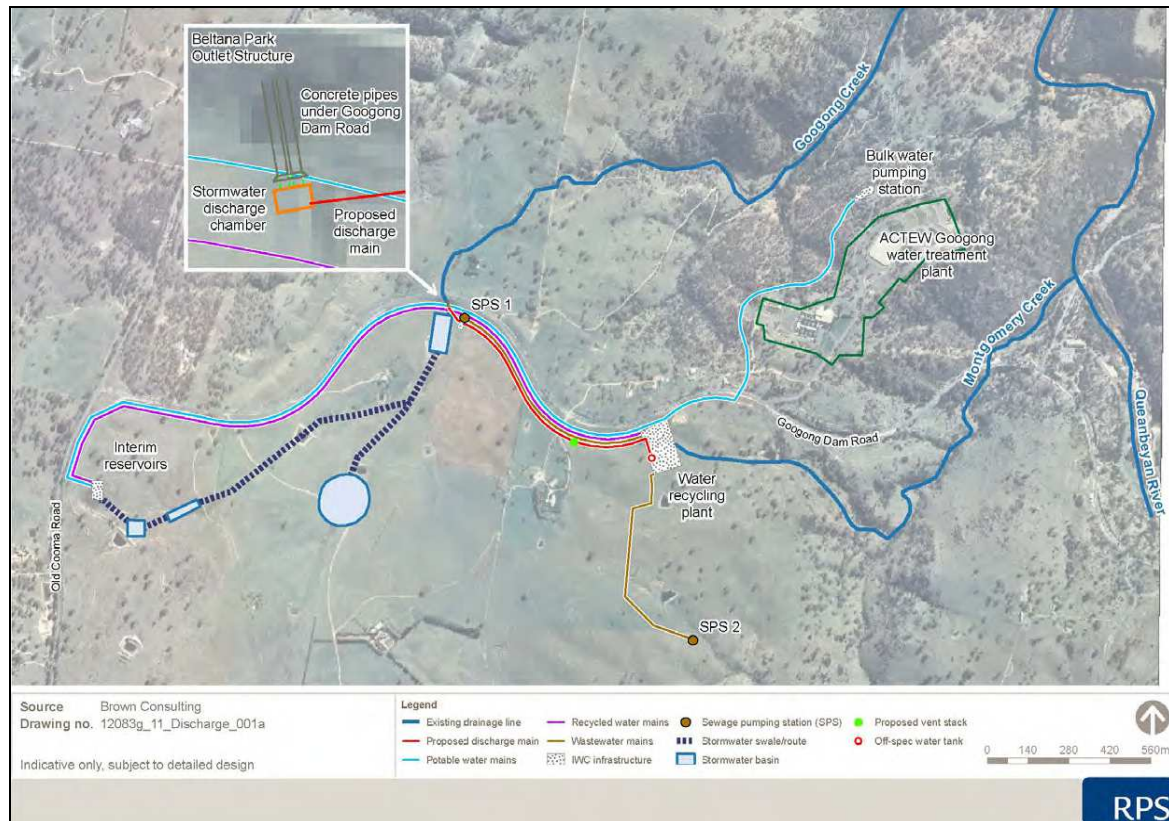 Beltana Park
Outlet Structure
Concrete pipes
under Googong
Dam Road
Stormwater
discharge
chamber
Proposed
discharge
main
Googong Creek
Bulk water
pumping
station
ACTEW Googong
water treatment
plant
SPS 1
Montgomery Creek
Queanbeyan River
Googong Dam Road
Interim
reservoirs
Water
recycling
plant
Old Cooma Road
SPS 2
Source Brown Consulting
Drawing no. 12083g_11_Discharge_001a
Indicative only, subject to detailed design
Legend
Existing drainage line
Proposed discharge main
Potable water mains
Recycled water mains
Wastewater mains
IWC infrastructure
Sewage pumping station (SPS)
Stormwater swale/route
Stormwater basin
Proposed vent stack
Off-spec water tank
0 140 280 420 560m
RPS